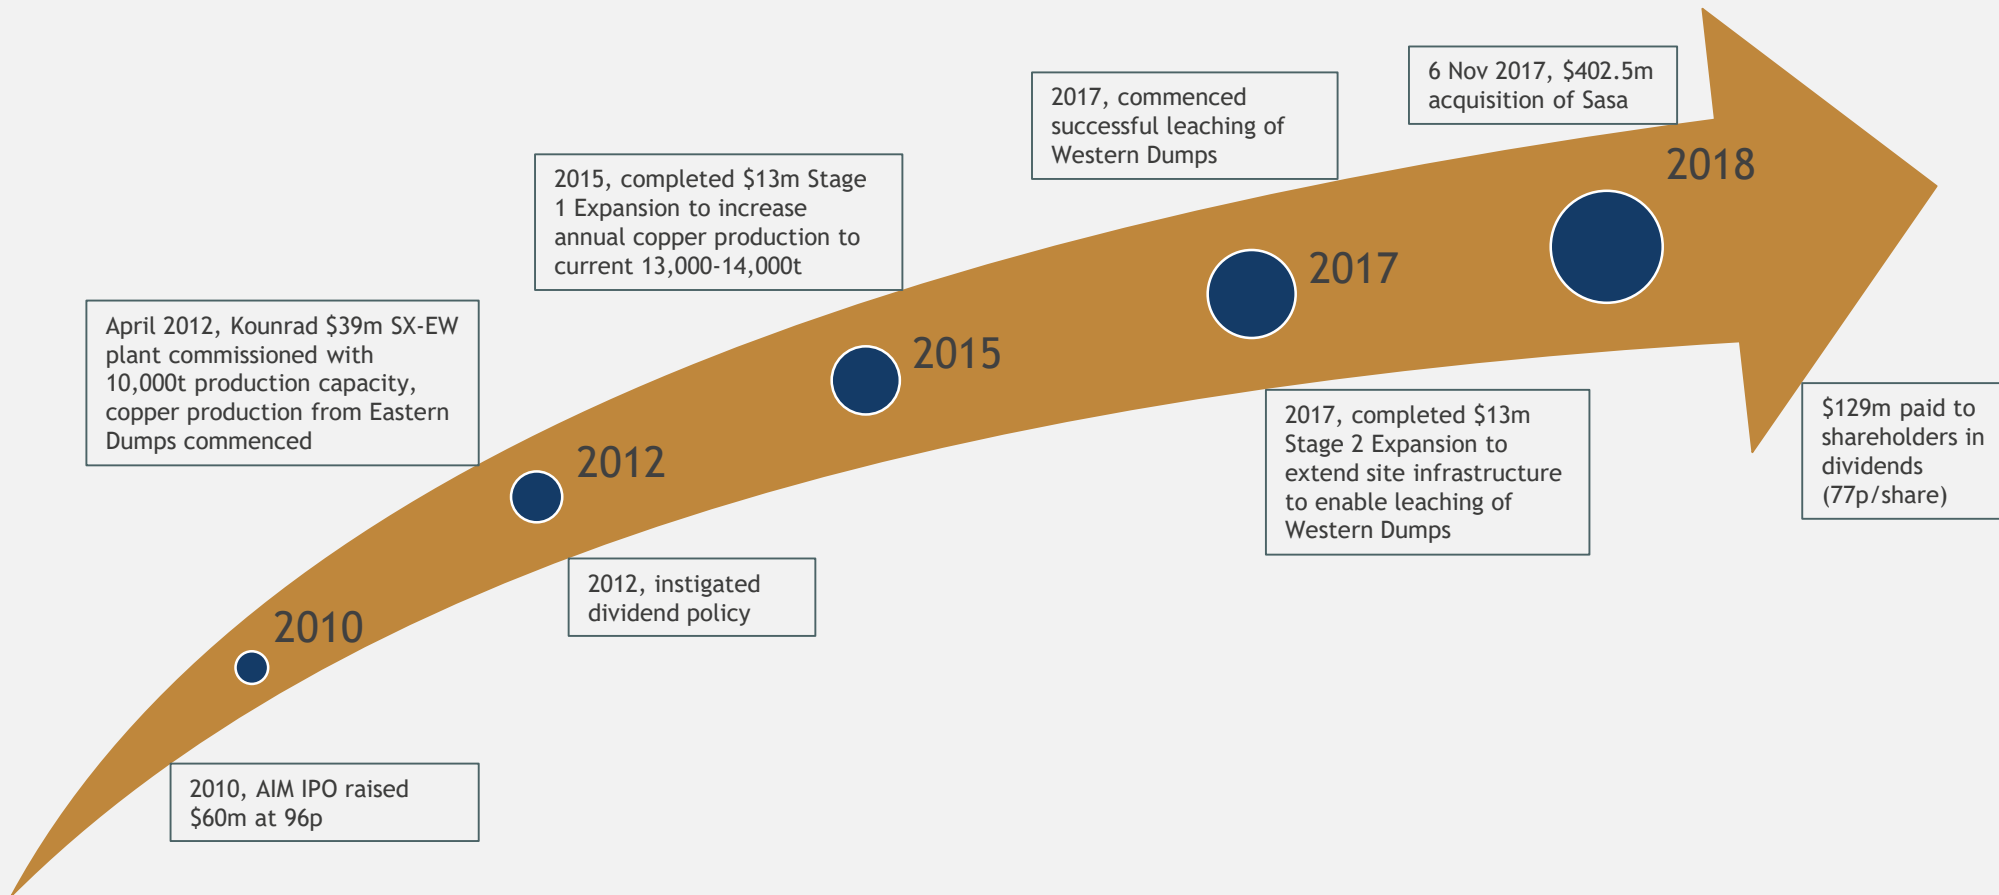 6 Nov 2017, $402.5m
acquisition of Sasa
2017, commenced
successful leaching of
Western Dumps
2018
2015, completed $13m Stage
1 Expansion to increase
annual copper production to
current 13,000-14,000t
2017
April 2012, Kounrad $39m SX-EW
plant commissioned with
10,000t production capacity,
copper production from Eastern
Dumps commenced
2015
2012
$129m paid to
shareholders in
dividends
(77p/share)
2017, completed $13m
Stage 2 Expansion to
extend site infrastructure
to enable leaching of
Western Dumps
2012, instigated
dividend policy
2010
2010, AIM IPO raised
$60m at 96p